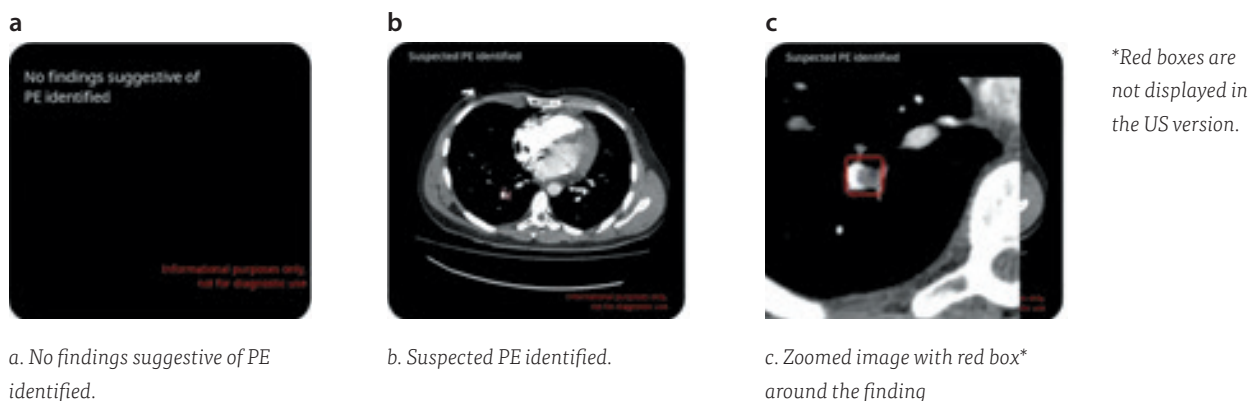 a
No findings suggestive of
PE identified
Informational purposes only,
not for diagnostic use
b
Suspected PE identified
Informational purposes only,
not for diagnostic use
c
Suspected PE identified
*Red boxes are
not displayed in
the US version.
a. No findings suggestive of PE
identified.
b. Suspected PE identified.
c. Zoomed image with red box*
around the finding